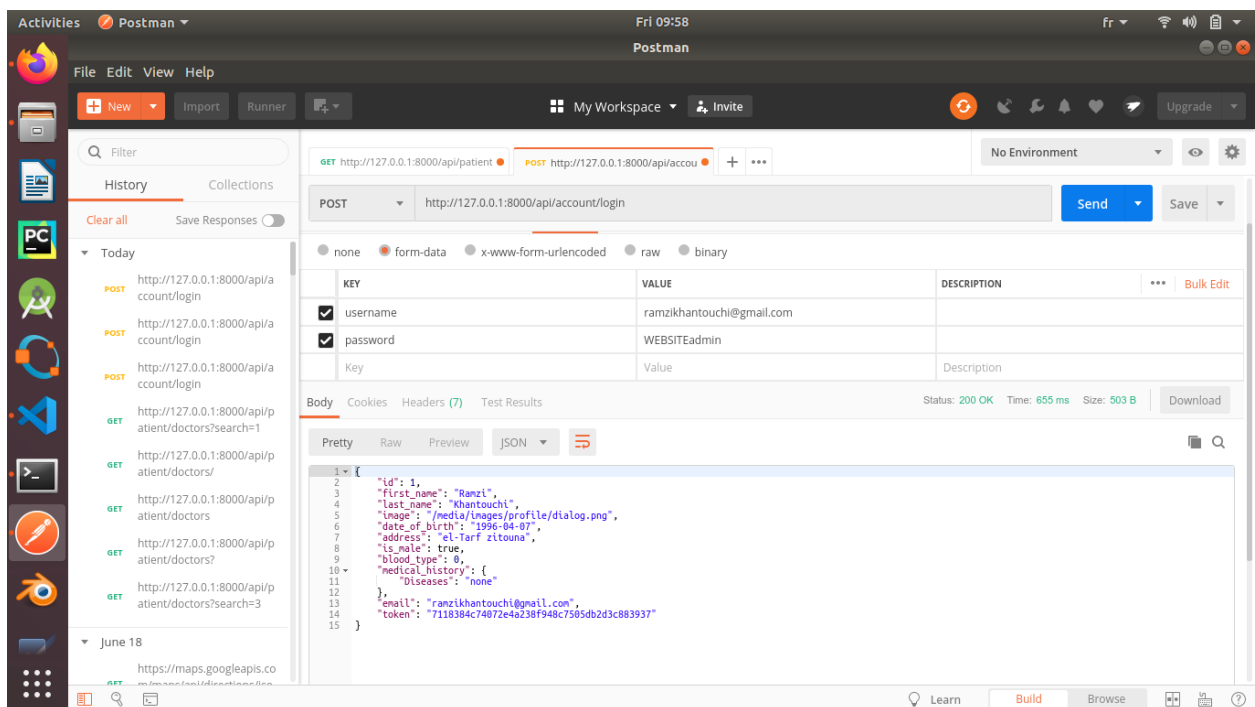 Activities Postman Fri 09:58 fr
Postman
File Edit View Help
New Import Runner My Workspace Invite Upgrade
Filter
History Collections
Clear all Save Responses
Today
POST http://127.0.0.1:8000/api/a
ccount/login
POST http://127.0.0.1:8000/api/a
ccount/login
POST http://127.0.0.1:8000/api/a
ccount/login
GET http://127.0.0.1:8000/api/p
atient/doctors?search=1
GET http://127.0.0.1:8000/api/p
atient/doctors/
GET http://127.0.0.1:8000/api/p
atient/doctors
GET http://127.0.0.1:8000/api/p
atient/doctors?
GET http://127.0.0.1:8000/api/p
atient/doctors?search=3
June 18
https://maps.googleapis.co
GET
GET http://127.0.0.1:8000/api/patient POST http://127.0.0.1:8000/api/accou + ••• No Environment
POST http://127.0.0.1:8000/api/account/login Send Save
none form-data x-www-form-urlencoded raw binary
KEY VALUE DESCRIPTION ••• Bulk Edit
username ramzikhantouchi@gmail.com
password WEBSITEadmin
Key Value Description
Body Cookies Headers (7) Test Results Status: 200 OK Time: 655 ms Size: 503 B Download
Pretty Raw Preview JSON
1 {
2 "id": 1,
3 "first_name": "Ramzi",
4 "last_name": "Khantouchi",
5 "image": "/media/images/profile/dialog.png",
6 "date_of_birth": "1996-04-07",
7 "address": "el-Tarf zitouna",
8 "is_male": true,
9 "blood_type": 0,
10 "medical_history": {
11 "Diseases": "none"
12 },
13 "email": "ramzikhantouchi@gmail.com",
14 "token": "7118384c74072e4a238f948c7505db2d3c883937"
15 }
Learn Build Browse
PC